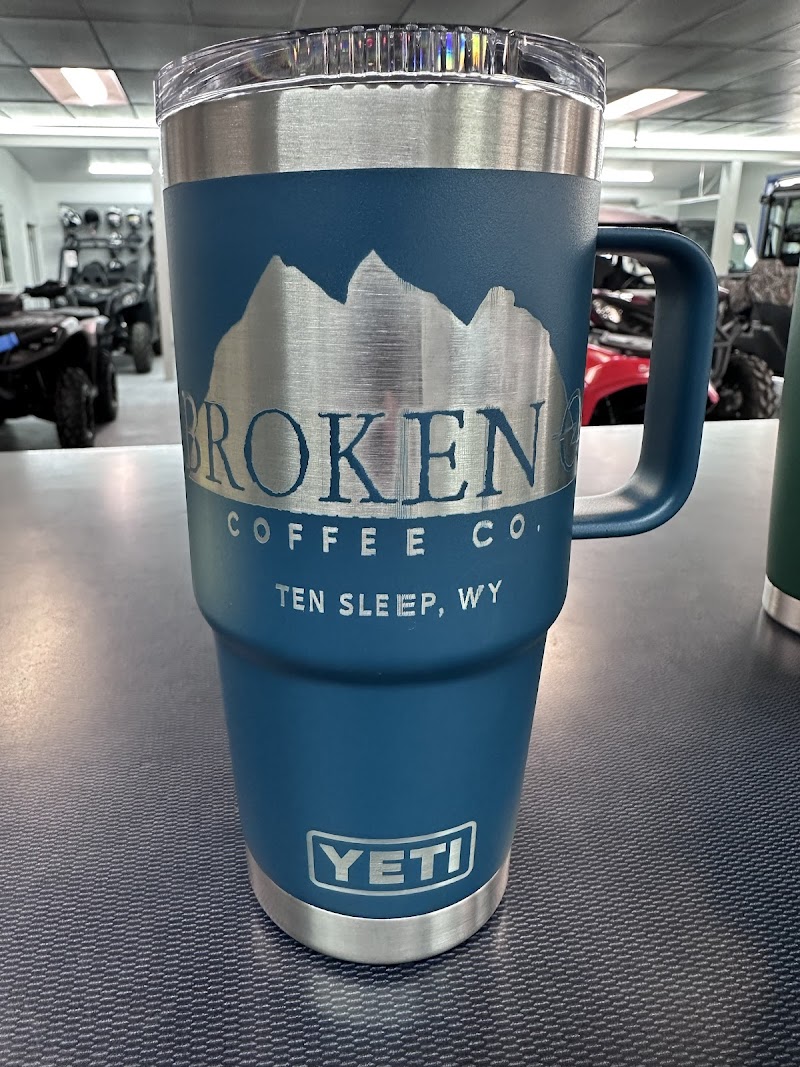 BROKEN
COFFEE CO.
TEN SLEEP, WY
YETI